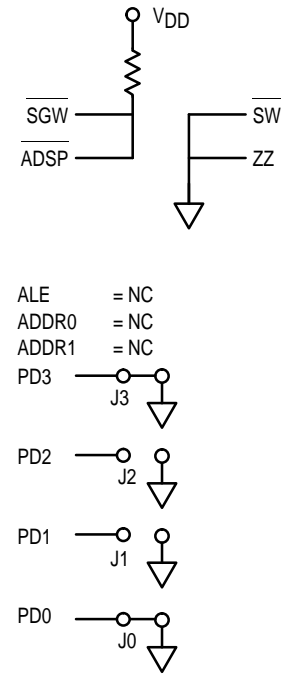 VDD
SGW
SW
ADSP
ZZ
ALE = NC
ADDR0 = NC
ADDR1 = NC
PD3
J3
PD2
J2
PD1
J1
PD0
J0